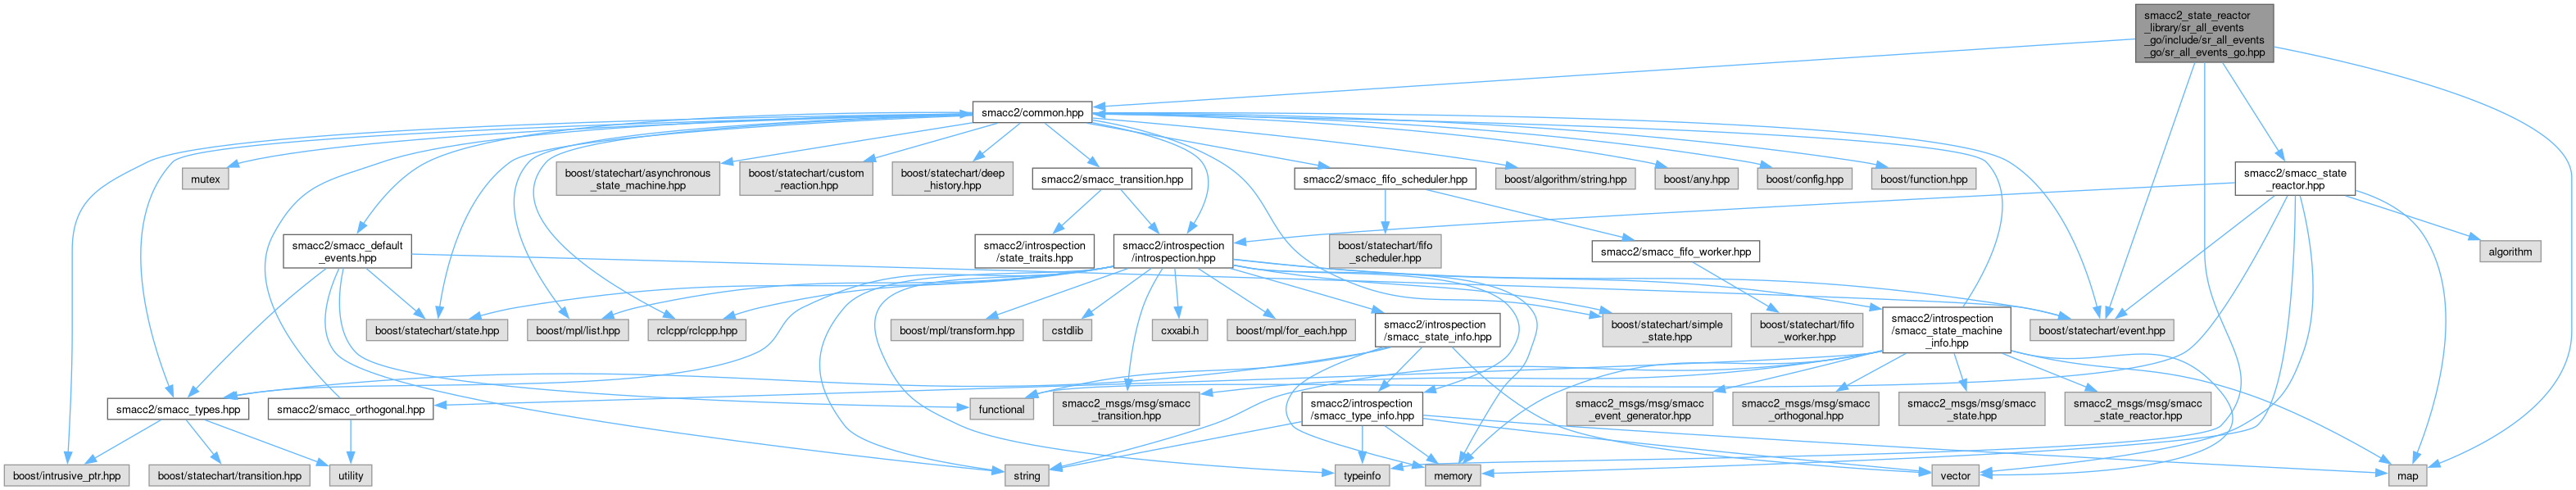 smacc2_state_reactor
_library/sr_all_events
_go/include/sr_all_events
_go/sr_all_events_go.hpp
smacc2/common.hpp
mutex
boost/statechart/asynchronous
_state_machine.hpp
boost/statechart/custom
_reaction.hpp
boost/statechart/deep
_history.hpp
smacc2/smacc_transition.hpp
smacc2/smacc_fifo_scheduler.hpp
boost/algorithm/string.hpp
boost/any.hpp
boost/config.hpp
boost/function.hpp
smacc2/smacc_state
_reactor.hpp
smacc2/smacc_default
_events.hpp
smacc2/introspection
/state_traits.hpp
smacc2/introspection
/introspection.hpp
boost/statechart/fifo
_scheduler.hpp
smacc2/smacc_fifo_worker.hpp
algorithm
boost/statechart/state.hpp
boost/mpl/list.hpp
rclcpp/rclcpp.hpp
boost/mpl/transform.hpp
cstdlib
cxxabi.h
boost/mpl/for_each.hpp
smacc2/introspection
/smacc_state_info.hpp
boost/statechart/simple
_state.hpp
boost/statechart/fifo
_worker.hpp
smacc2/introspection
/smacc_state_machine
_info.hpp
boost/statechart/event.hpp
smacc2/smacc_types.hpp
smacc2/smacc_orthogonal.hpp
functional
smacc2_msgs/msg/smacc
_transition.hpp
smacc2/introspection
/smacc_type_info.hpp
smacc2_msgs/msg/smacc
_event_generator.hpp
smacc2_msgs/msg/smacc
_orthogonal.hpp
smacc2_msgs/msg/smacc
_state.hpp
smacc2_msgs/msg/smacc
_state_reactor.hpp
boost/intrusive_ptr.hpp
boost/statechart/transition.hpp
utility
string
typeinfo
memory
vector
map